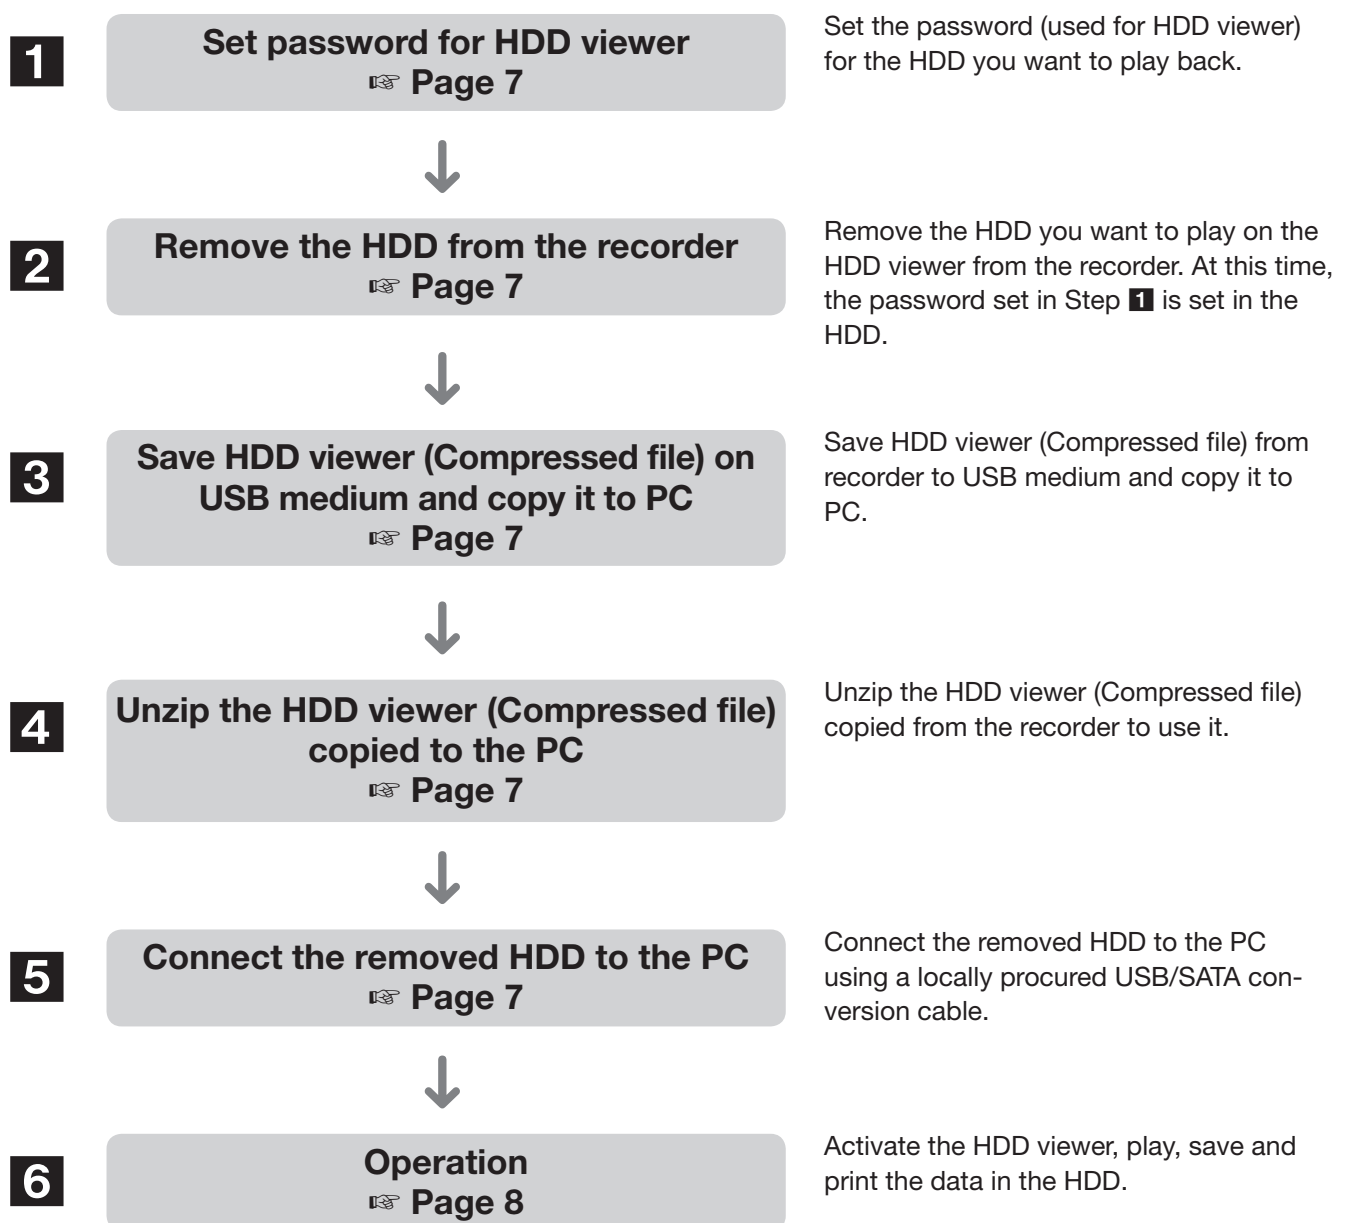 1
Set password for HDD viewer
☞ Page 7
Set the password (used for HDD viewer)
for the HDD you want to play back.
2
Remove the HDD from the recorder
☞ Page 7
Remove the HDD you want to play on the
HDD viewer from the recorder. At this time,
the password set in Step 1 is set in the
HDD.
3
Save HDD viewer (Compressed file) on
USB medium and copy it to PC
☞ Page 7
Save HDD viewer (Compressed file) from
recorder to USB medium and copy it to
PC.
4
Unzip the HDD viewer (Compressed file)
copied to the PC
☞ Page 7
Unzip the HDD viewer (Compressed file)
copied from the recorder to use it.
5
Connect the removed HDD to the PC
☞ Page 7
Connect the removed HDD to the PC
using a locally procured USB/SATA con-
version cable.
6
Operation
☞ Page 8
Activate the HDD viewer, play, save and
print the data in the HDD.